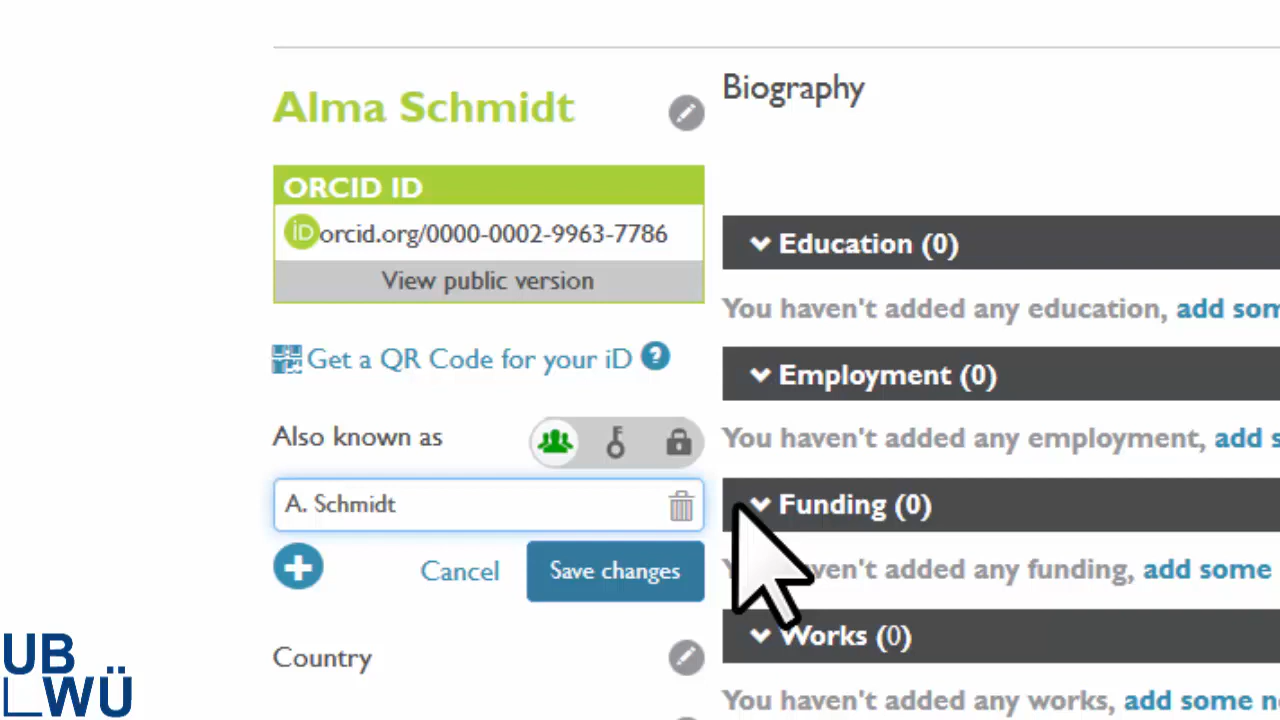 Alma Schmidt
ORCID ID
iD orcid.org/0000-0002-9963-7786
View public version
Get a QR Code for your iD ?
Also known as
A. Schmidt
Cancel Save changes
Country
Biography
Education (0)
You haven't added any education, add som
Employment (0)
You haven't added any employment, add s
Funding (0)
haven't added any funding, add some
Works (0)
You haven't added any works, add some n
UB
WÜ